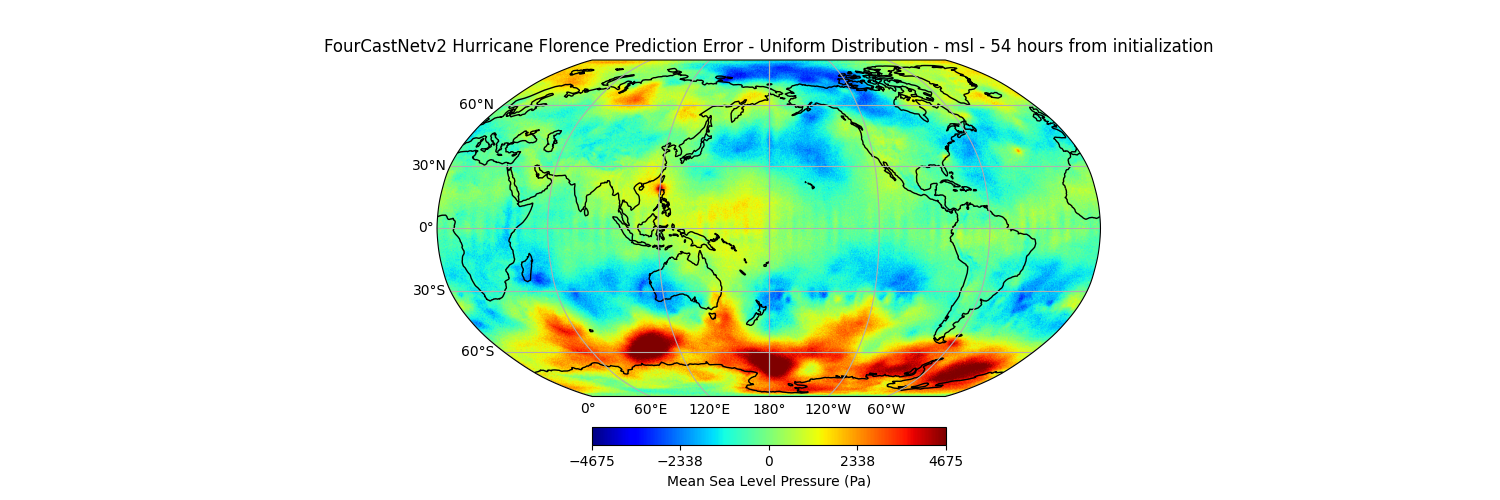 FourCastNetv2 Hurricane Florence Prediction Error - Uniform Distribution - msl - 54 hours from initialization
60°N
30°N
0°
30°S
60°S
0° 60°E 120°E 180° 120°W 60°W
−4675 −2338 0 2338 4675
Mean Sea Level Pressure (Pa)